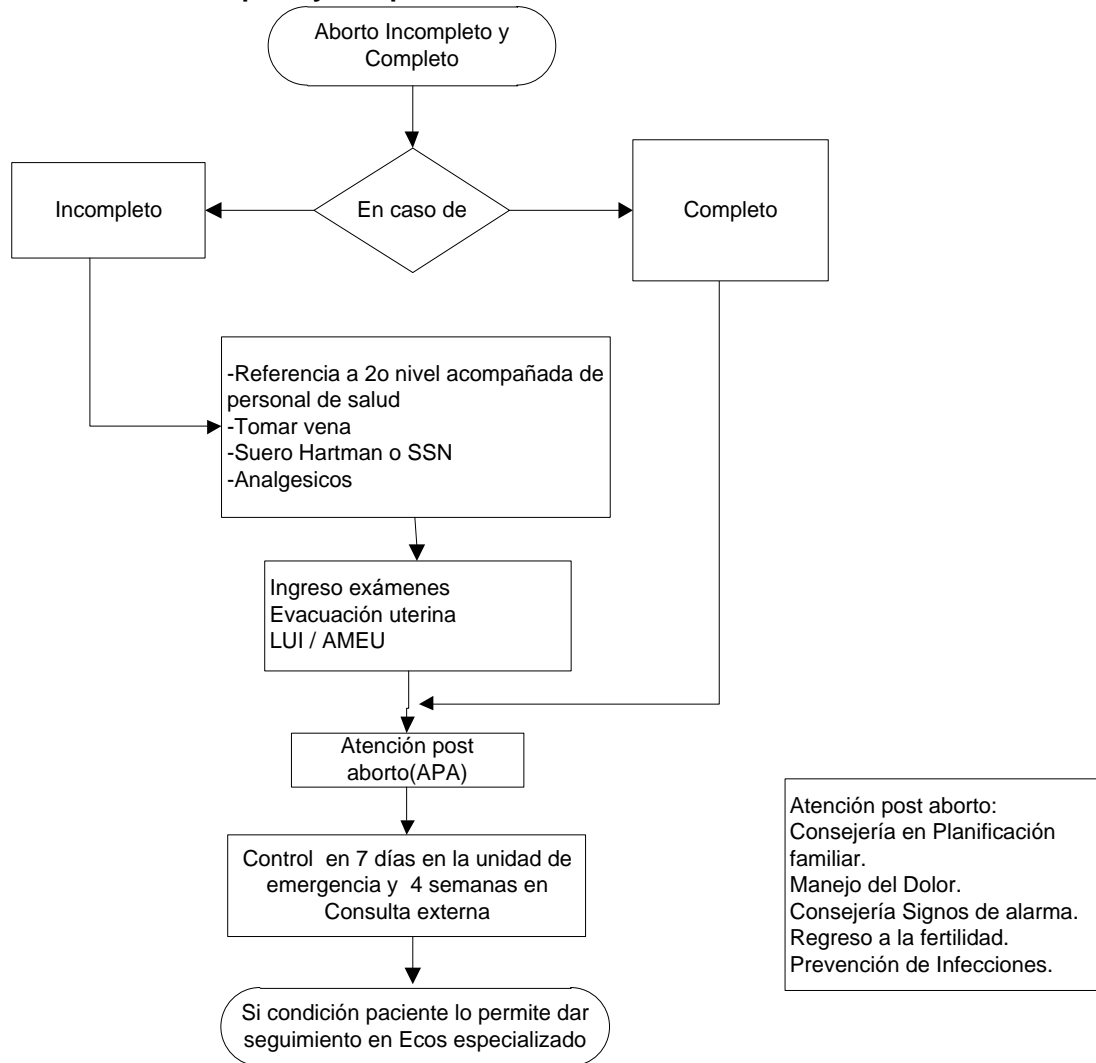 Aborto Incompleto y
Completo
Incompleto
En caso de
Completo
-Referencia a 2o nivel acompañada de
personal de salud
-Tomar vena
-Suero Hartman o SSN
-Analgesicos
Ingreso exámenes
Evacuación uterina
LUI / AMEU
Atención post
aborto(APA)
Control en 7 días en la unidad de
emergencia y 4 semanas en
Consulta externa
Si condición paciente lo permite dar
seguimiento en Ecos especializado
Atención post aborto:
Consejería en Planificación
familiar.
Manejo del Dolor.
Consejería Signos de alarma.
Regreso a la fertilidad.
Prevención de Infecciones.